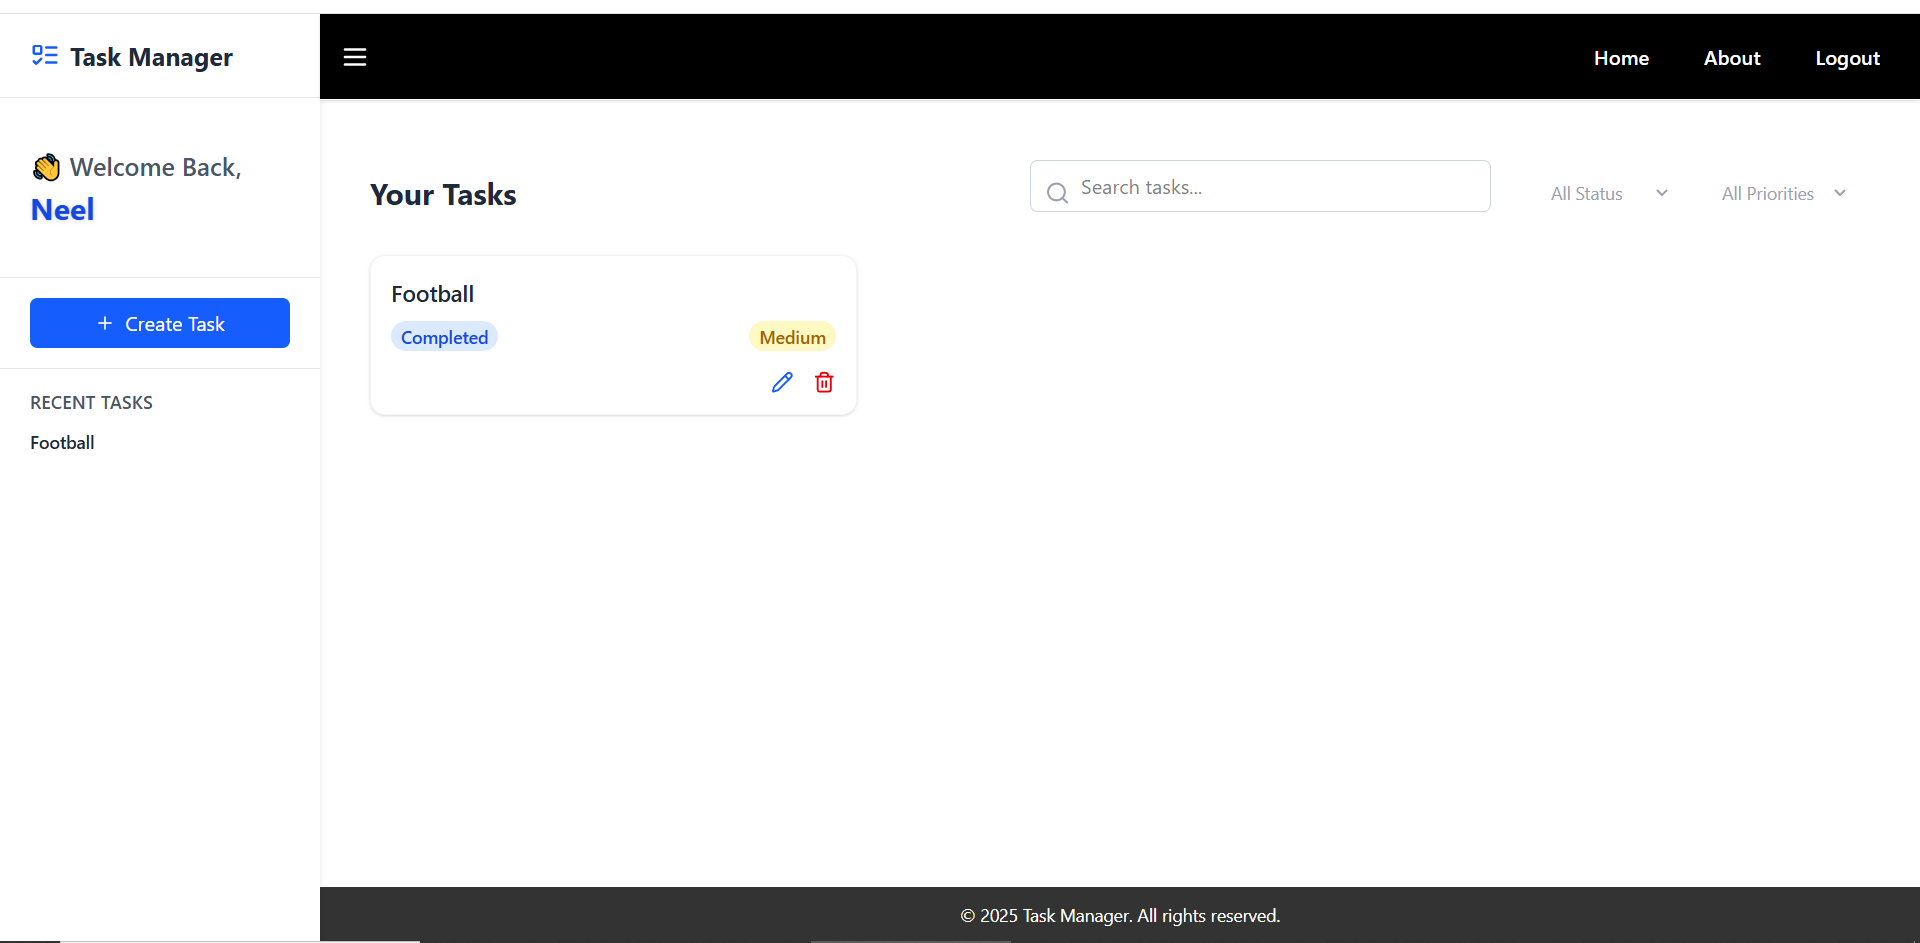 Task Manager
Home
About
Logout
👋 Welcome Back,
Neel
+ Create Task
RECENT TASKS
Football
Your Tasks
Search tasks...
All Status
All Priorities
Football
Completed
Medium
© 2025 Task Manager. All rights reserved.